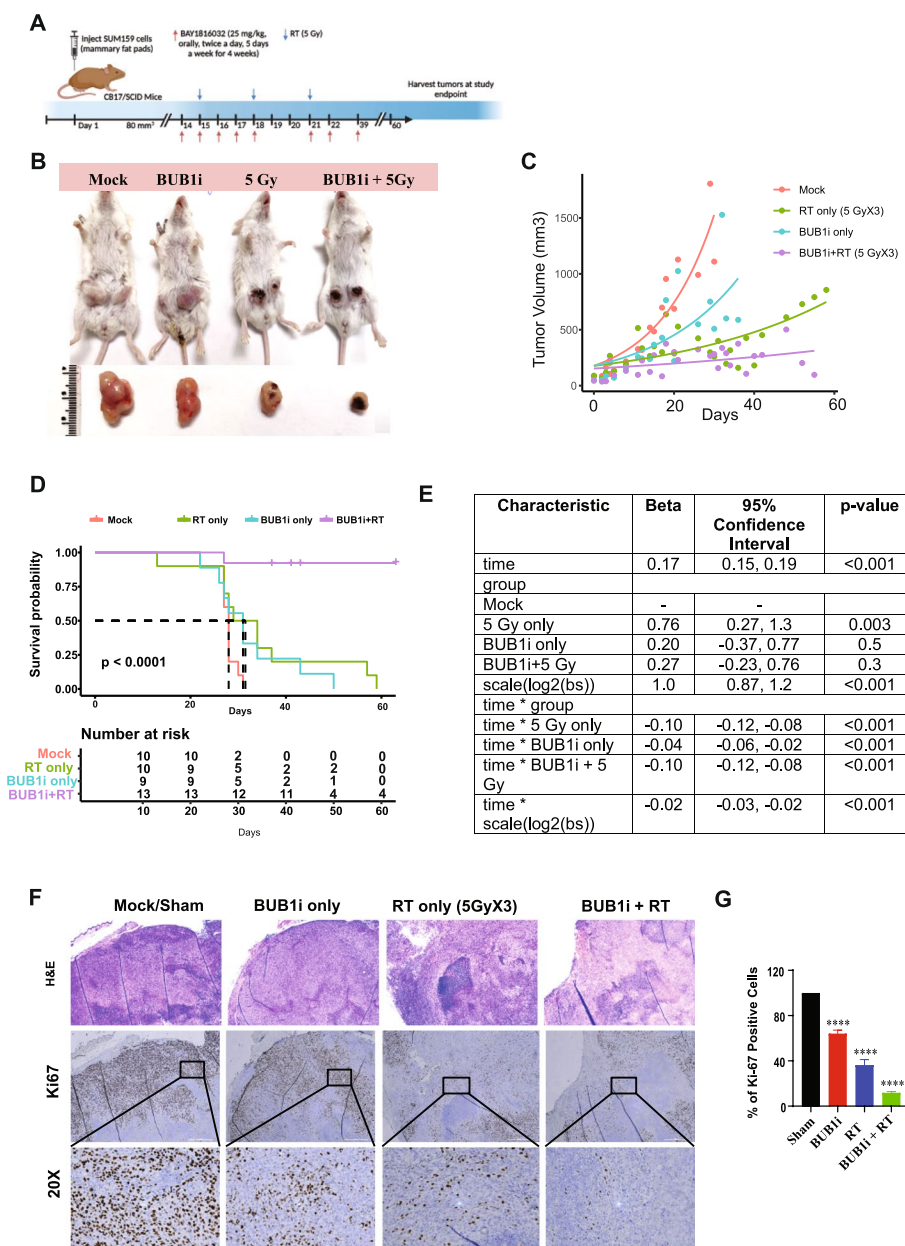 A
Inject SUM159 cells
(mammary fat pads)
BAY1816032 (25 mg/kg,
orally, twice a day, 5 days
a week for 4 weeks)
RT (5 Gy)
CB17/SCID Mice
Harvest tumors at study
endpoint
Day 1
80 mm³
14 15 16 17 18 19 20 21 22 39 60
B
Mock BUB1i 5 Gy BUB1i + 5Gy
C
Tumor Volume (mm3)
1500
1000
500
0
0 20 40 60
Days
Mock
RT only (5 GyX3)
BUB1i only
BUB1i+RT (5 GyX3)
D
Mock RT only BUB1i only BUB1i+RT
Survival probability
1.00
0.75
0.50
0.25
0.00
p < 0.0001
0 20 40 60
Days
Number at risk
Mock 10 10 2 0 0 0
RT only 10 9 5 2 2 0
BUB1i only 9 9 5 2 1 0
BUB1i+RT 13 13 12 11 4 4
10 20 30 40 50 60
Days
E
Characteristic Beta 95% Confidence Interval p-value
time 0.17 0.15, 0.19 <0.001
group
Mock - -
5 Gy only 0.76 0.27, 1.3 0.003
BUB1i only 0.20 -0.37, 0.77 0.5
BUB1i+5 Gy 0.27 -0.23, 0.76 0.3
scale(log2(bs)) 1.0 0.87, 1.2 <0.001
time * group
time * 5 Gy only -0.10 -0.12, -0.08 <0.001
time * BUB1i only -0.04 -0.06, -0.02 <0.001
time * BUB1i + 5 Gy -0.10 -0.12, -0.08 <0.001
time * scale(log2(bs)) -0.02 -0.03, -0.02 <0.001
F
Mock/Sham BUB1i only RT only (5GyX3) BUB1i + RT
H&E
Ki67
20X
G
% of Ki-67 Positive Cells
120
80
40
0
****
****
****
Sham
BUB1i
RT
BUB1i + RT